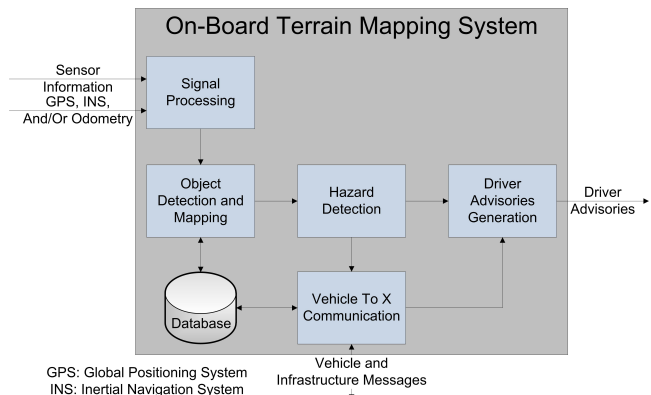 On-Board Terrain Mapping System
Sensor
Information
GPS, INS,
And/Or Odometry
Signal
Processing
Object
Detection and
Mapping
Hazard
Detection
Driver
Advisories
Generation
Driver
Advisories
Database
Vehicle To X
Communication
Vehicle and
Infrastructure Messages
GPS: Global Positioning System
INS: Inertial Navigation System